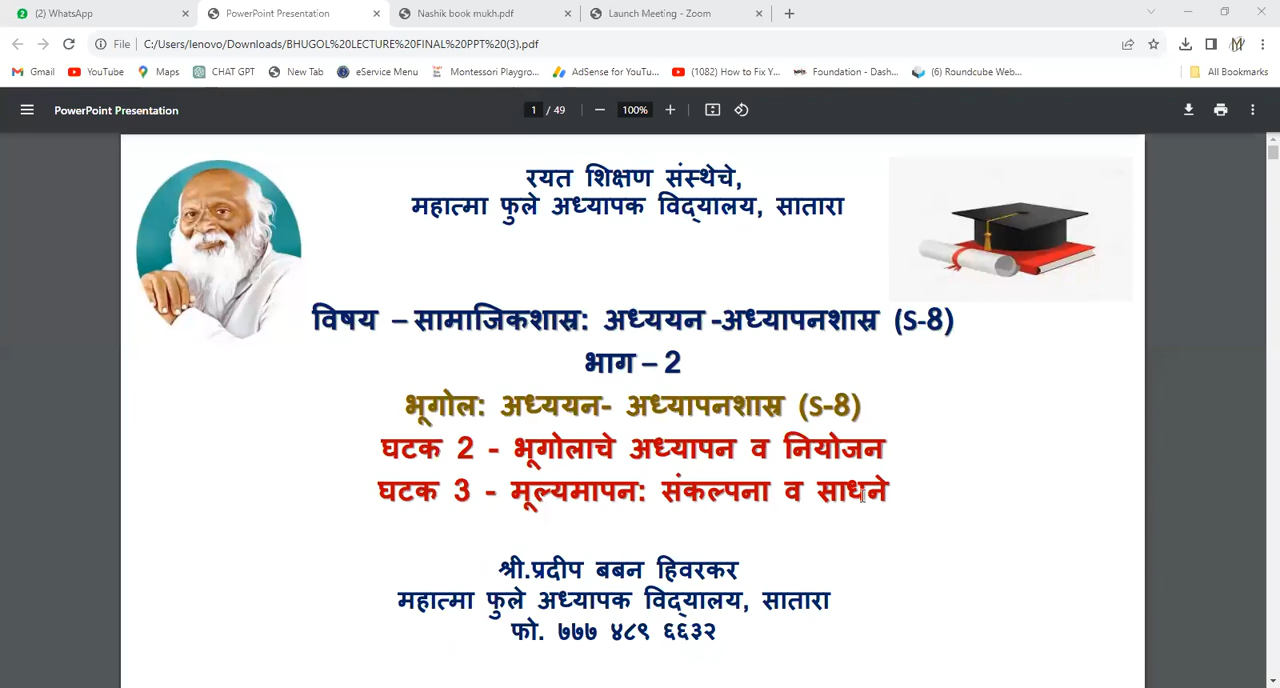 (2) WhatsApp
PowerPoint Presentation
Nashik book mukh.pdf
Launch Meeting - Zoom
File
C:/Users/lenovo/Downloads/BHUGOL%20LECTURE%20FINAL%20PPT%20(3).pdf
Gmail
YouTube
Maps
CHAT GPT
New Tab
eService Menu
Montessori Playgro...
AdSense for YouTu...
(1082) How to Fix Y...
Foundation - Dash...
(6) Roundcube Web...
All Bookmarks
PowerPoint Presentation
1 / 49
100%
रयत शिक्षण संस्थेचे,
महात्मा फुले अध्यापक विद्यालय, सातारा
विषय – सामाजिकशास्त्र: अध्ययन -अध्यापनशास्त्र (S-8)
भाग – 2
भूगोल: अध्ययन- अध्यापनशास्त्र (S-8)
घटक 2 - भूगोलाचे अध्यापन व नियोजन
घटक 3 - मूल्यमापन: संकल्पना व साधने
श्री.प्रदीप बबन हिवरकर
महात्मा फुले अध्यापक विद्यालय, सातारा
फो. ७७७ ४८९ ६६३२